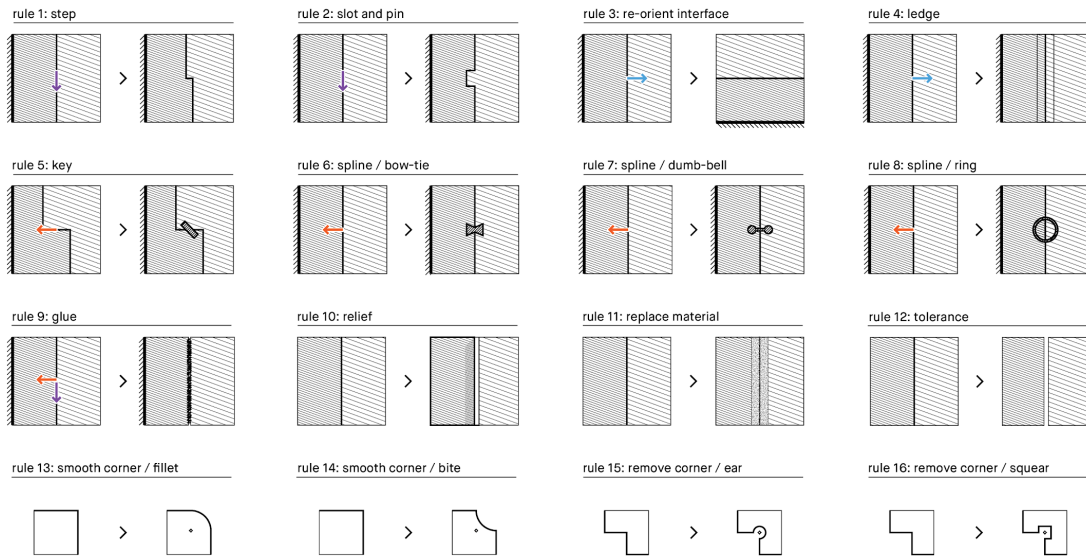 rule 1: step
rule 2: slot and pin
rule 3: re-orient interface
rule 4: ledge
rule 5: key
rule 6: spline / bow-tie
rule 7: spline / dumb-bell
rule 8: spline / ring
rule 9: glue
rule 10: relief
rule 11: replace material
rule 12: tolerance
rule 13: smooth corner / fillet
rule 14: smooth corner / bite
rule 15: remove corner / ear
rule 16: remove corner / squear